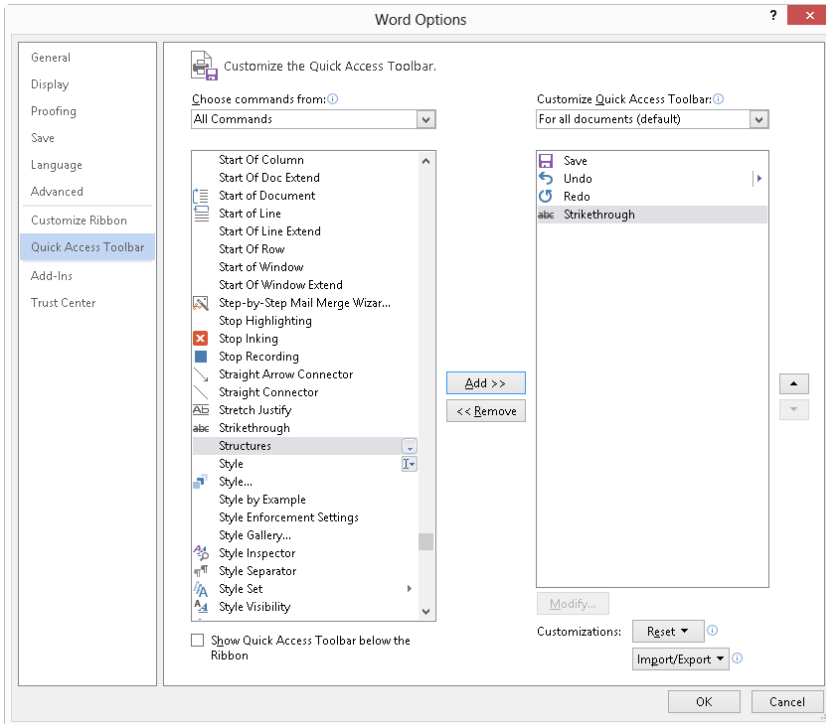 Word Options
?
General
Display
Proofing
Save
Language
Advanced
Customize Ribbon
Quick Access Toolbar
Add-Ins
Trust Center
Customize the Quick Access Toolbar.
Choose commands from:
All Commands
Start Of Column
Start Of Doc Extend
Start of Document
Start of Line
Start Of Line Extend
Start Of Row
Start of Window
Start Of Window Extend
Step-by-Step Mail Merge Wizar...
Stop Highlighting
Stop Inking
Stop Recording
Straight Arrow Connector
Straight Connector
Stretch Justify
abc Strikethrough
Structures
Style
Style...
Style by Example
Style Enforcement Settings
Style Gallery...
Style Inspector
Style Separator
Style Set
Style Visibility
Show Quick Access Toolbar below the
Ribbon
Add >>
<< Remove
Customize Quick Access Toolbar:
For all documents (default)
Save
Undo
Redo
abc Strikethrough
Modify...
Customizations:
Reset
Import/Export
OK
Cancel